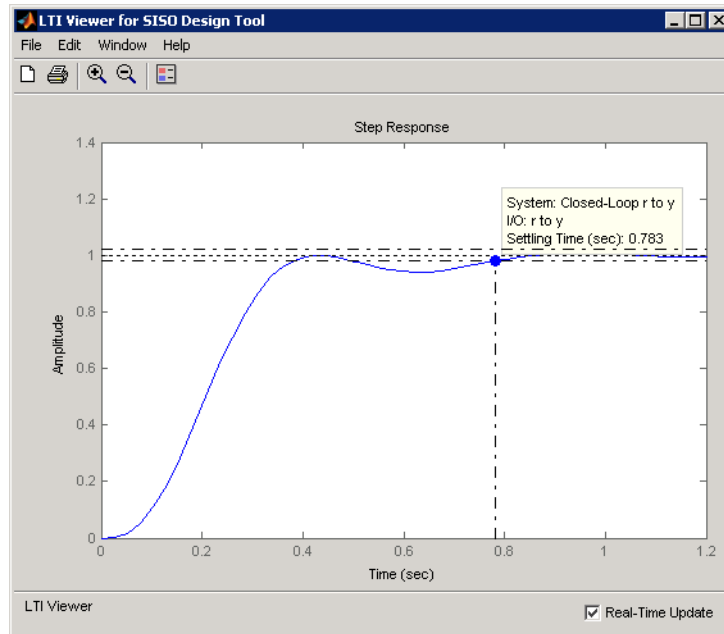 LTI Viewer for SISO Design Tool
File Edit Window Help
Step Response
1.4
1.2
1
0.8
0.6
0.4
0.2
0
Amplitude
System: Closed-Loop r to y
I/O: r to y
Settling Time (sec): 0.783
0 0.2 0.4 0.6 0.8 1 1.2
Time (sec)
LTI Viewer
Real-Time Update